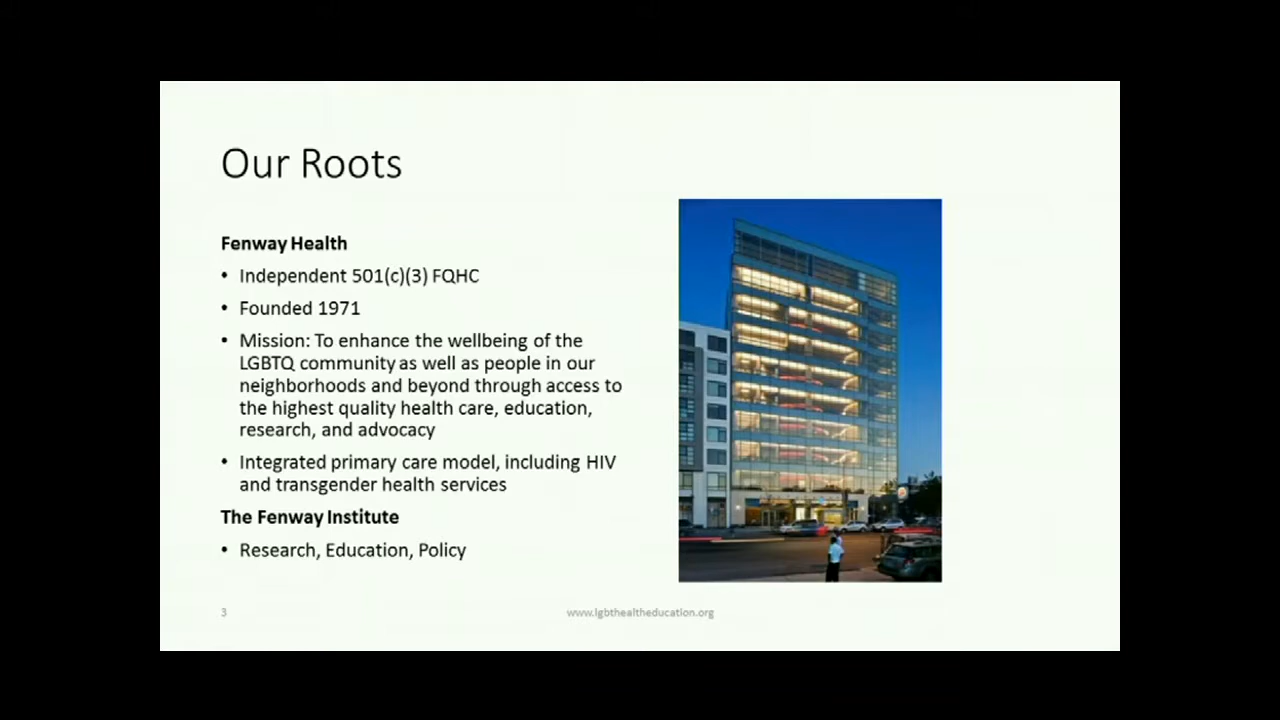 Our Roots
Fenway Health
• Independent 501(c)(3) FQHC
• Founded 1971
• Mission: To enhance the wellbeing of the
LGBTQ community as well as people in our
neighborhoods and beyond through access to
the highest quality health care, education,
research, and advocacy
• Integrated primary care model, including HIV
and transgender health services
The Fenway Institute
• Research, Education, Policy
3
www.lgbthealtheducation.org